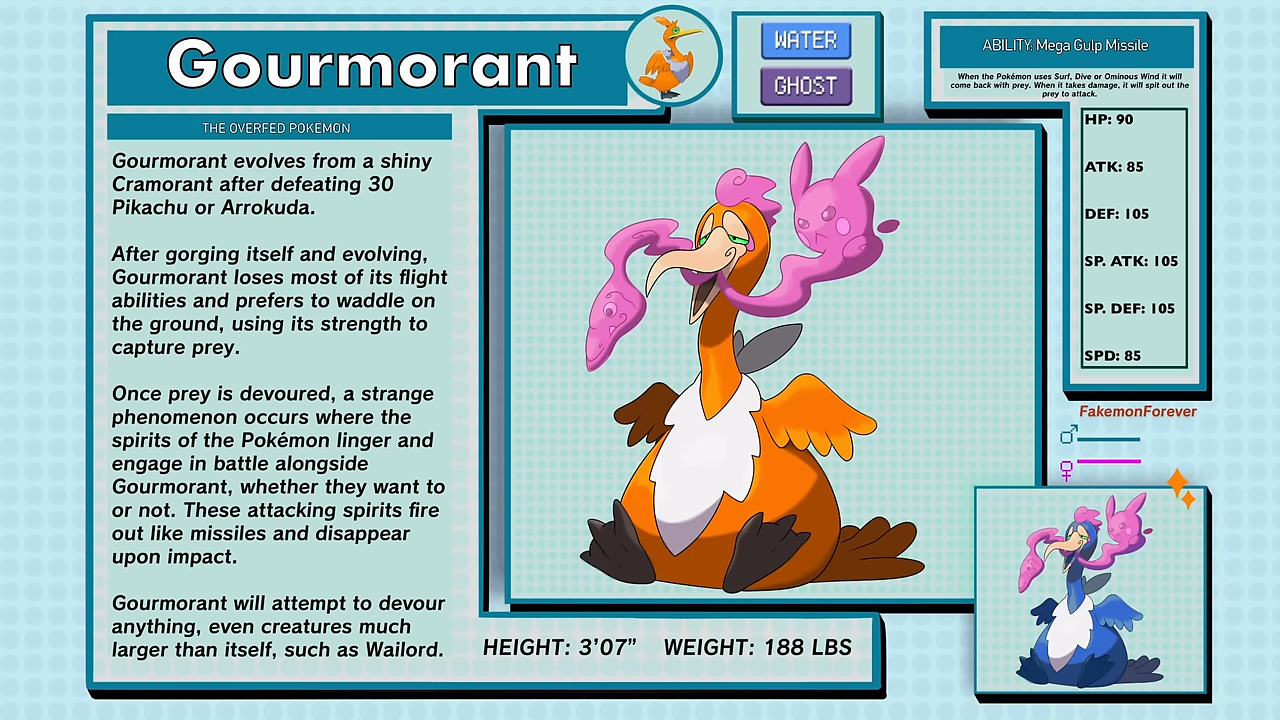 Gourmorant
WATER
GHOST
ABILITY: Mega Gulp Missile
When the Pokémon uses Surf, Dive or Ominous Wind it will
come back with prey. When it takes damage, it will spit out the
prey to attack.
THE OVERFED POKEMON
Gourmorant evolves from a shiny
Cramorant after defeating 30
Pikachu or Arrokuda.
After gorging itself and evolving,
Gourmorant loses most of its flight
abilities and prefers to waddle on
the ground, using its strength to
capture prey.
Once prey is devoured, a strange
phenomenon occurs where the
spirits of the Pokémon linger and
engage in battle alongside
Gourmorant, whether they want to
or not. These attacking spirits fire
out like missiles and disappear
upon impact.
Gourmorant will attempt to devour
anything, even creatures much
larger than itself, such as Wailord.
HP: 90
ATK: 85
DEF: 105
SP. ATK: 105
SP. DEF: 105
SPD: 85
FakemonForever
HEIGHT: 3’07” WEIGHT: 188 LBS